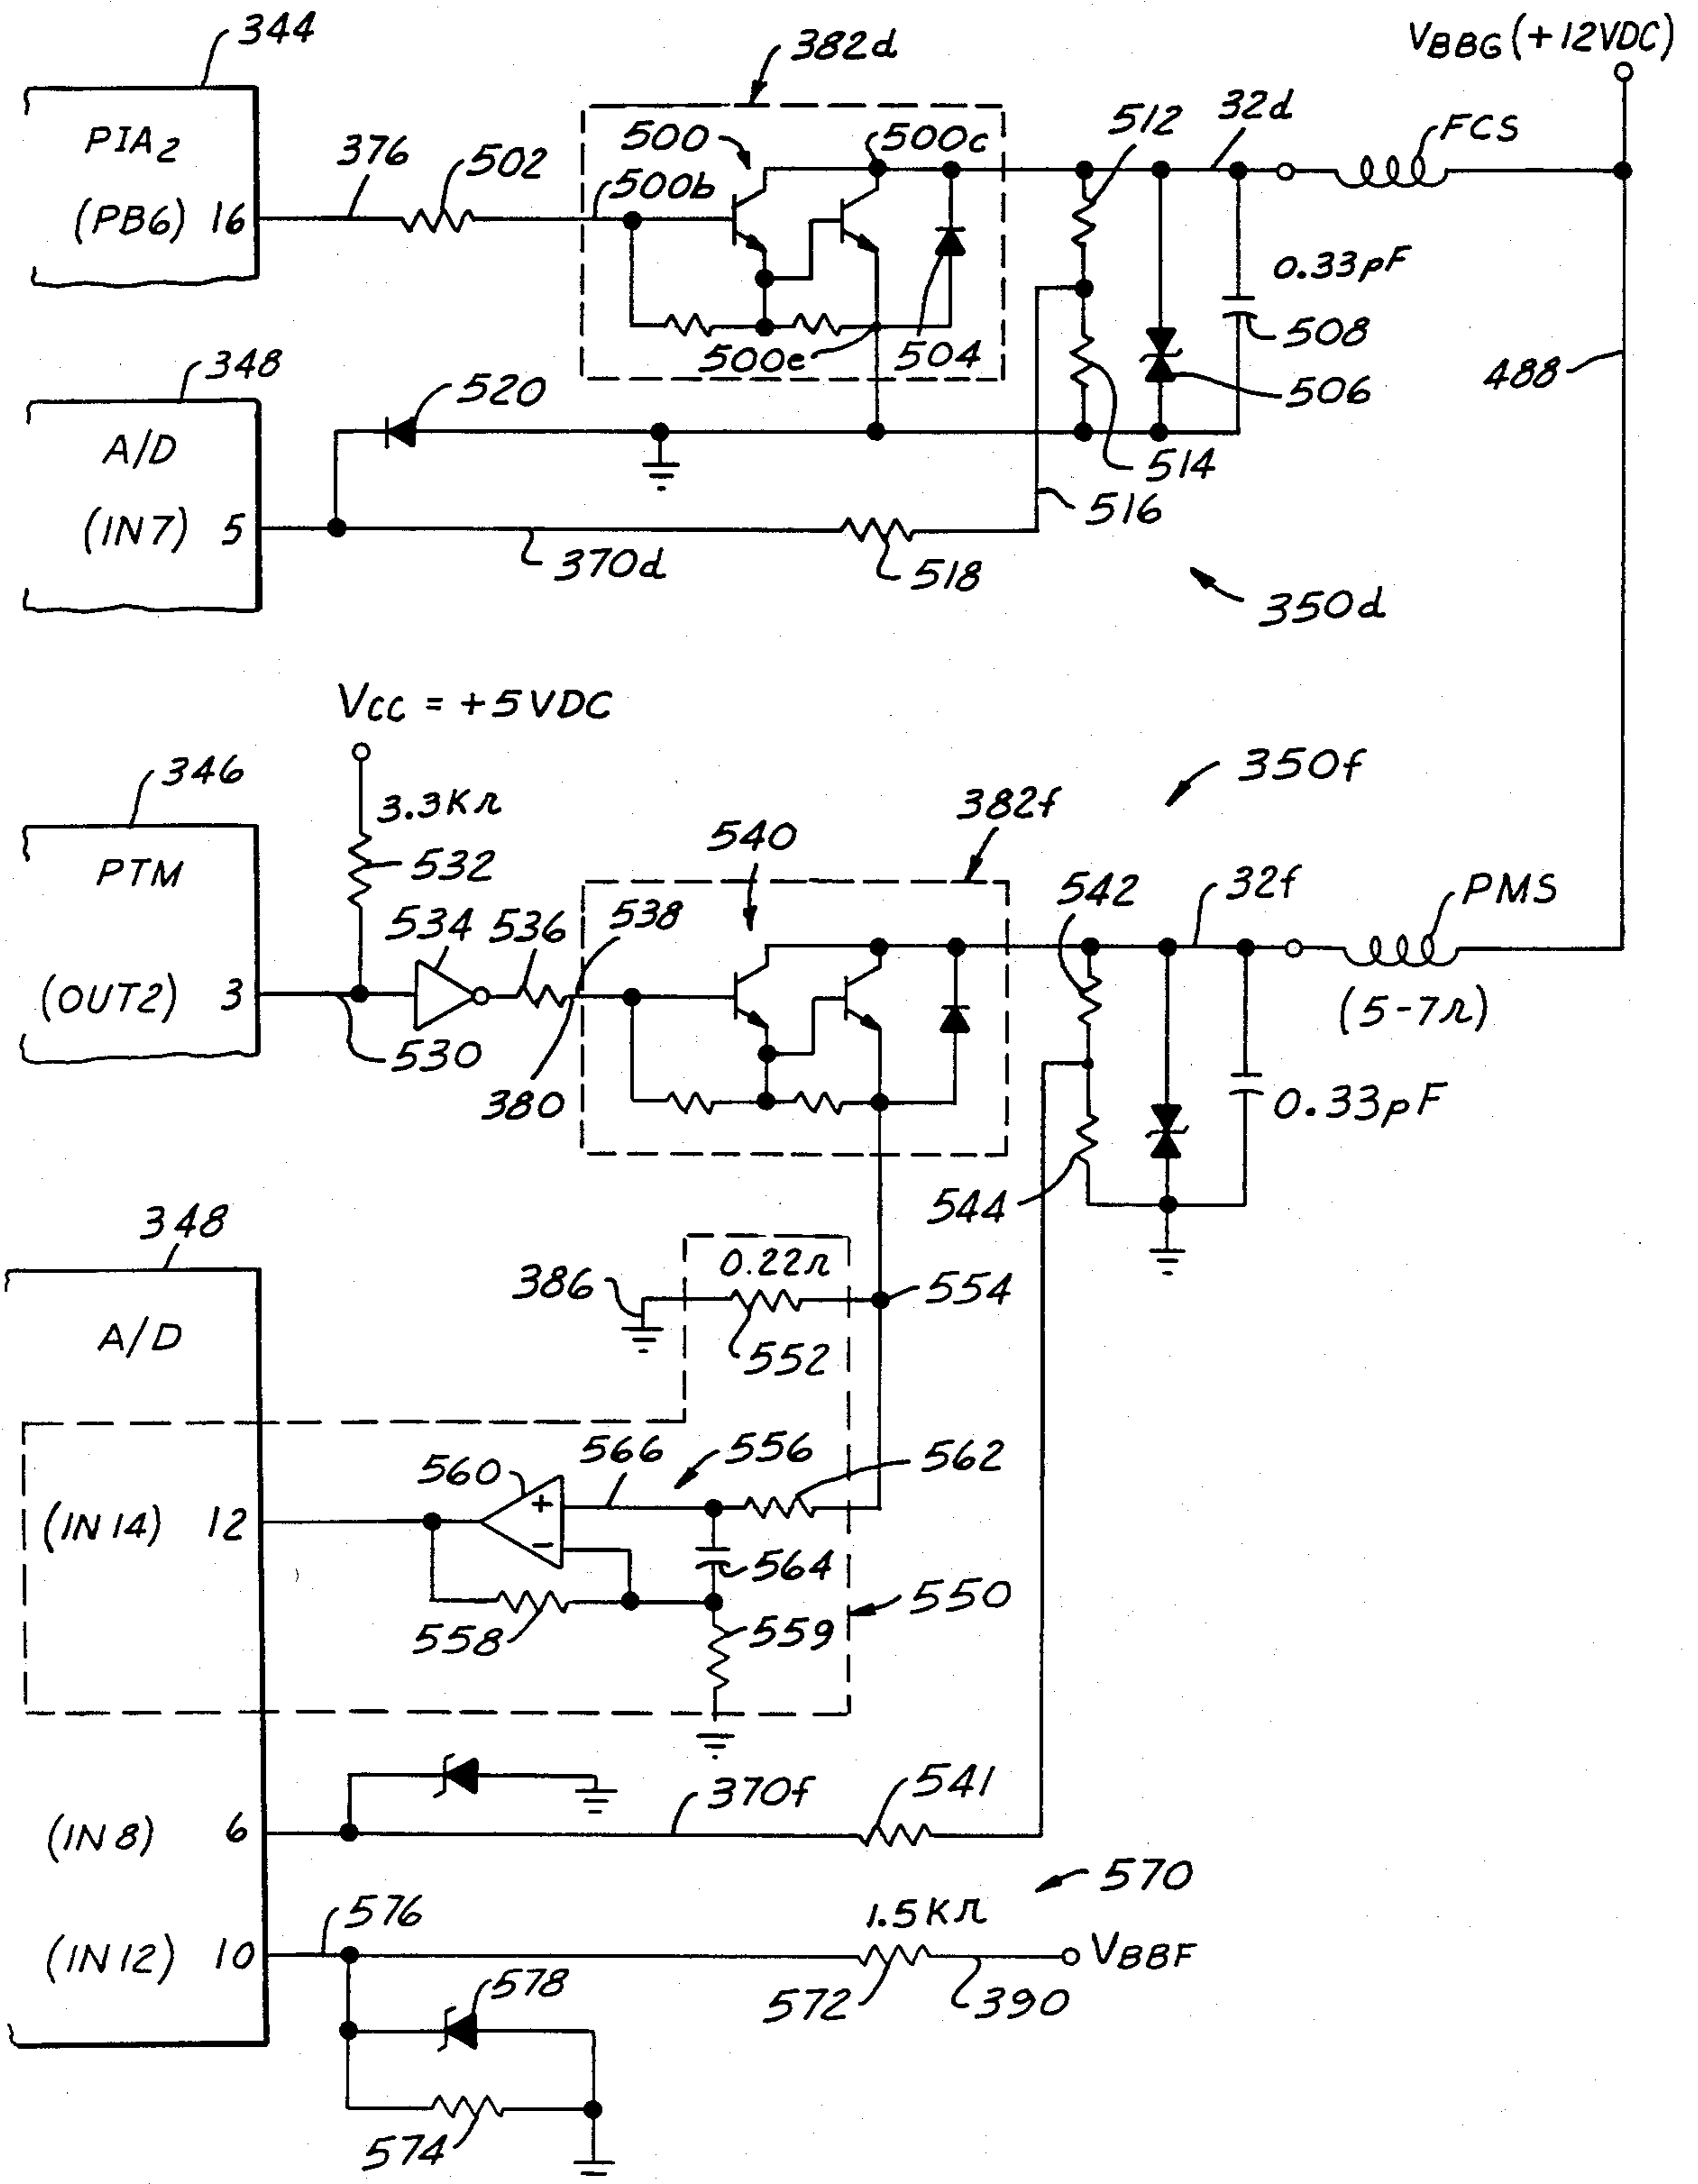 344
382d
VBBG (+12VDC)
PIA2
376
502
500
500c
512
32d
FCS
(PB6) 16
500b
0.33pF
508
348
520
500e
504
506
488
A/D
514
(IN7) 5
516
370d
518
350d
VCC = +5VDC
346
3.3Kr
350f
382f
540
PTM
532
542
32f
PMS
534
536
538
(OUT2) 3
(5-7r)
530
380
0.33pF
544
348
0.22r
386
554
A/D
552
566
556
562
560
+
(IN14) 12
-
564
550
558
559
370f
541
(IN8) 6
570
576
1.5Kr
(IN12) 10
VBBF
578
572
390
574